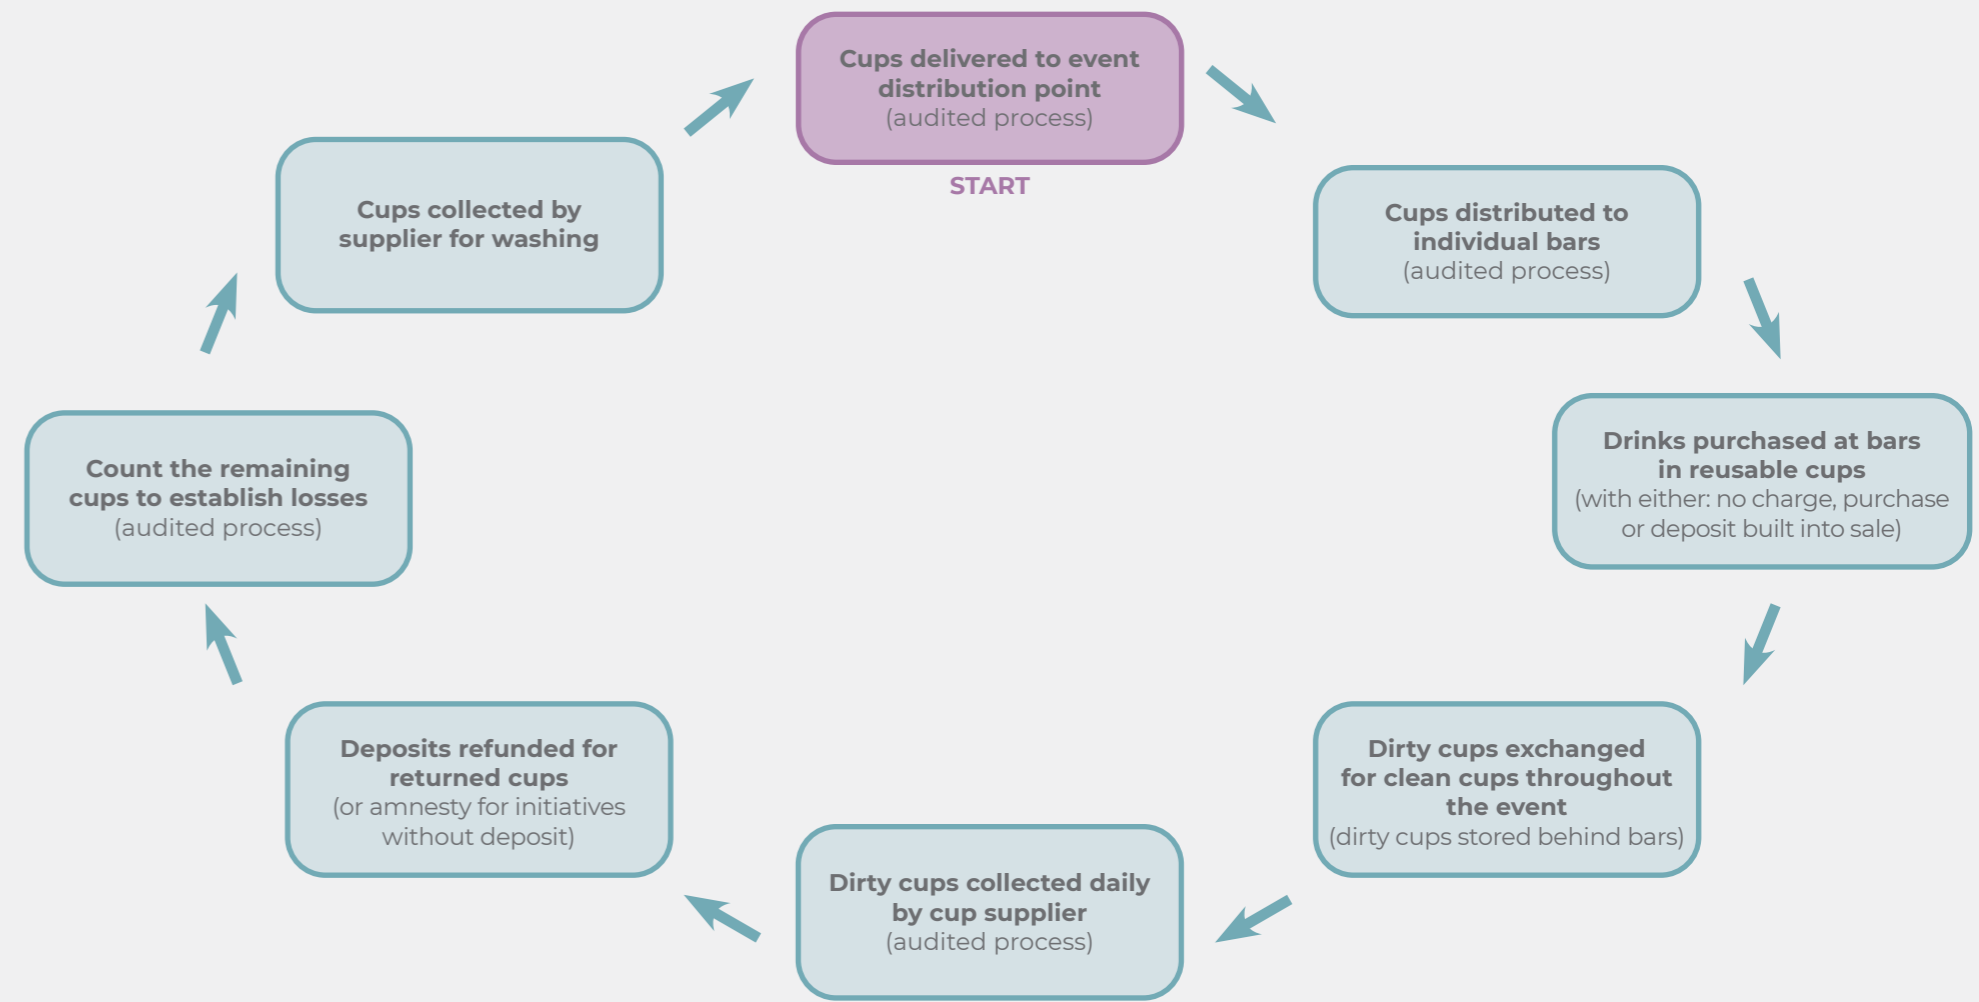 Cups delivered to event
distribution point
(audited process)
START
Cups distributed to
individual bars
(audited process)
Drinks purchased at bars
in reusable cups
(with either: no charge, purchase
or deposit built into sale)
Dirty cups exchanged
for clean cups throughout
the event
(dirty cups stored behind bars)
Dirty cups collected daily
by cup supplier
(audited process)
Deposits refunded for
returned cups
(or amnesty for initiatives
without deposit)
Count the remaining
cups to establish losses
(audited process)
Cups collected by
supplier for washing